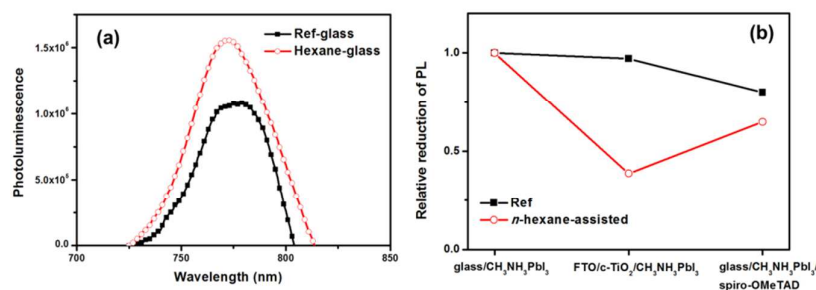 (a)
Ref-glass
Hexane-glass
Photoluminescence
1.5x10⁶
1.0x10⁶
5.0x10⁵
0.0
700
750
800
850
Wavelength (nm)
(b)
Relative reduction of PL
1.0
0.5
0.0
Ref
n-hexane-assisted
glass/CH₃NH₃PbI₃
FTO/c-TiO₂/CH₃NH₃PbI₃
glass/CH₃NH₃PbI₃/
spiro-OMeTAD